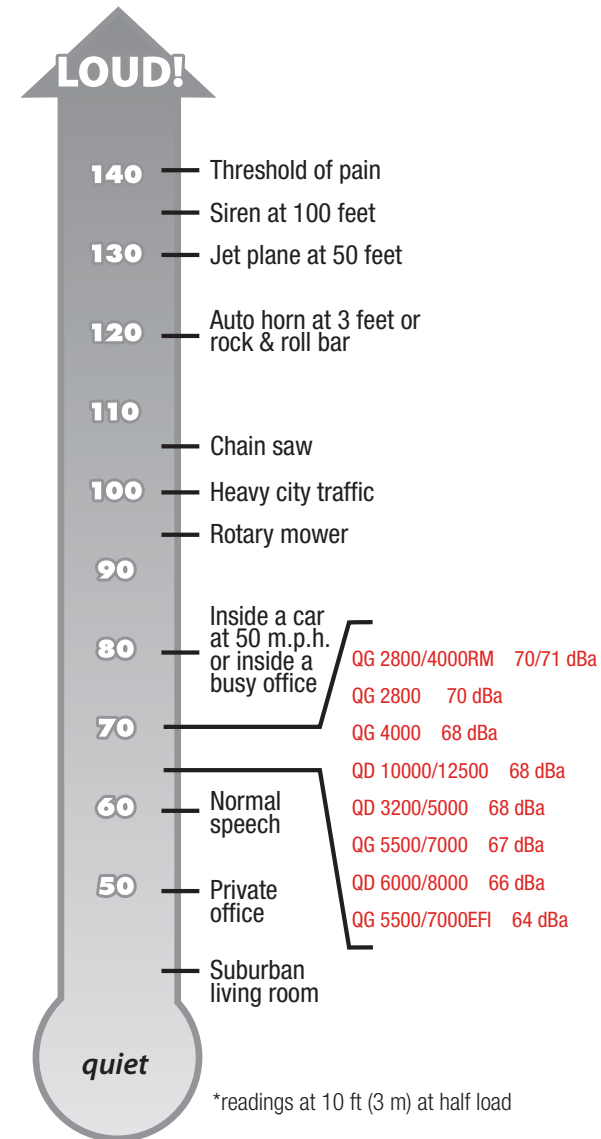 LOUD!
140
Threshold of pain
Siren at 100 feet
130
Jet plane at 50 feet
120
Auto horn at 3 feet or
rock & roll bar
110
Chain saw
100
Heavy city traffic
Rotary mower
90
Inside a car
at 50 m.p.h.
or inside a
busy office
80
70
QG 2800/4000RM 70/71 dBa
QG 2800 70 dBa
QG 4000 68 dBa
QD 10000/12500 68 dBa
QD 3200/5000 68 dBa
QG 5500/7000 67 dBa
QD 6000/8000 66 dBa
QG 5500/7000EFI 64 dBa
60
Normal
speech
50
Private
office
Suburban
living room
quiet
*readings at 10 ft (3 m) at half load